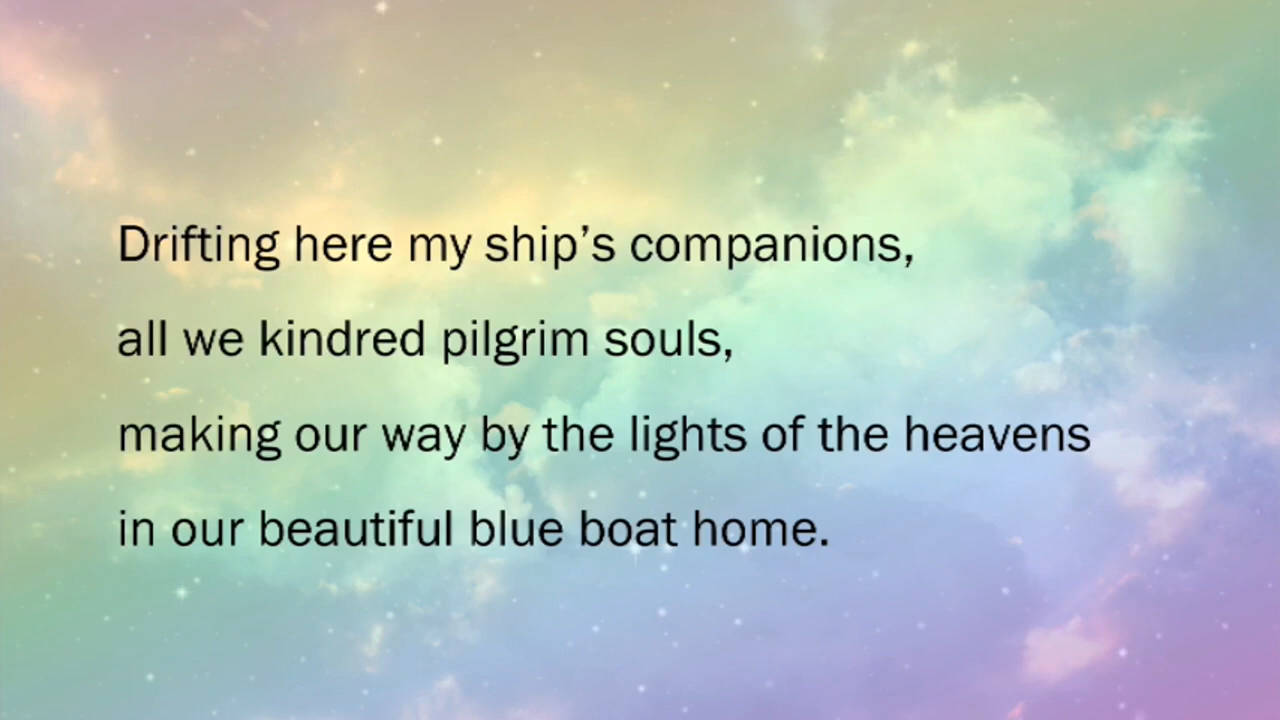 Drifting here my ship’s companions,
all we kindred pilgrim souls,
making our way by the lights of the heavens
in our beautiful blue boat home.